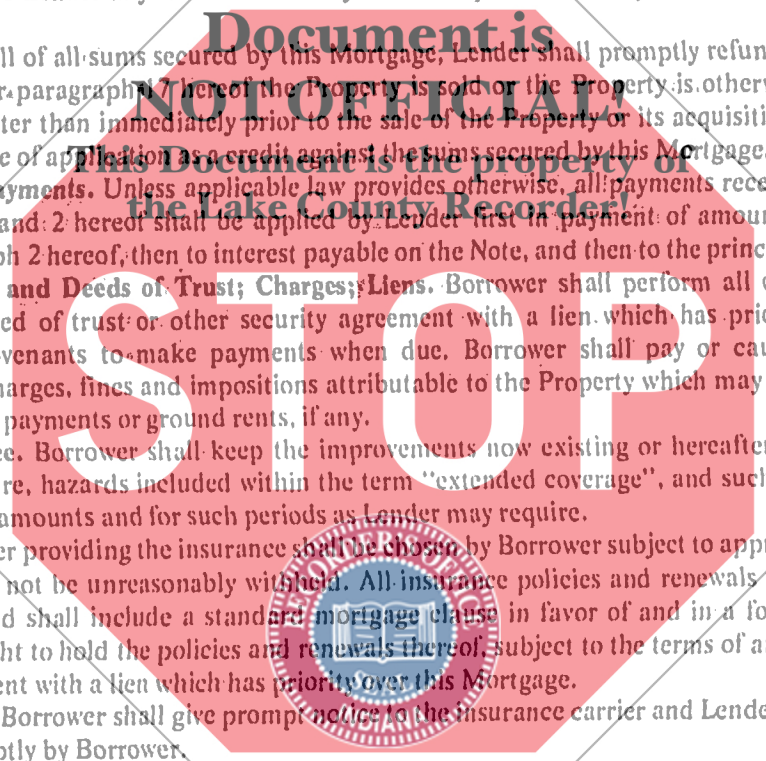 Document is
ll of all sums secured by this Mortgage, Lender shall promptly refun
r paragraph 17 hereof the Property is sold or the Property is otherw
NOT OFFICIAL!
ter than immediately prior to the sale of the Property or its acquisiti
e of application as a credit against the sums secured by this Mortgage
This Document is the property of
ayments. Unless applicable law provides otherwise, all payments rece
the Lake County Recorder!
and 2 hereof shall be applied by Lender first in payment of amoun
ph 2 hereof, then to interest payable on the Note, and then to the princ
and Deeds of Trust; Charges; Liens. Borrower shall perform all o
ed of trust or other security agreement with a lien which has prio
venants to make payments when due. Borrower shall pay or cau
harges, fines and impositions attributable to the Property which may
payments or ground rents, if any.
STOP
ce. Borrower shall keep the improvements now existing or hereafter
re, hazards included within the term "extended coverage", and such
amounts and for such periods as Lender may require.
er providing the insurance shall be chosen by Borrower subject to appr
not be unreasonably withheld. All insurance policies and renewals
d shall include a standard mortgage clause in favor of and in a fo
ht to hold the policies and renewals thereof, subject to the terms of a
ent with a lien which has priority over this Mortgage.
Borrower shall give prompt notice to the insurance carrier and Lende
ptly by Borrower.
RECORDER'S OFFIC
SEAL
INDIANA